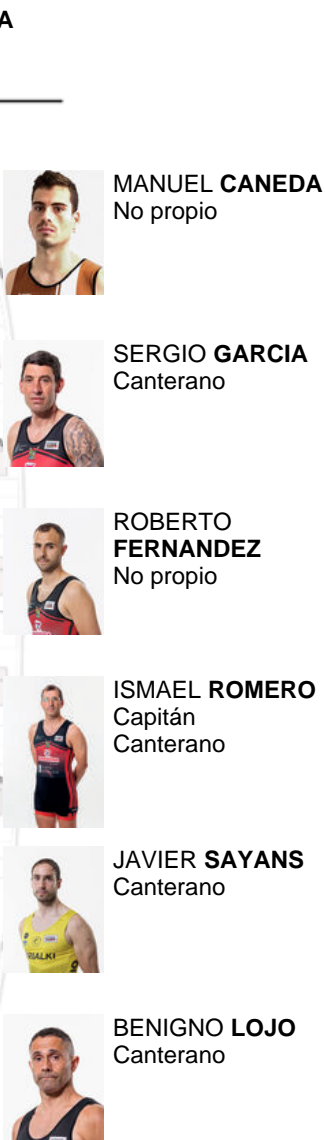 A
MANUEL CANEDA
No propio
SERGIO GARCIA
Canterano
ROBERTO
FERNANDEZ
No propio
ISMAEL ROMERO
Capitán
Canterano
JAVIER SAYANS
Canterano
BENIGNO LOJO
Canterano